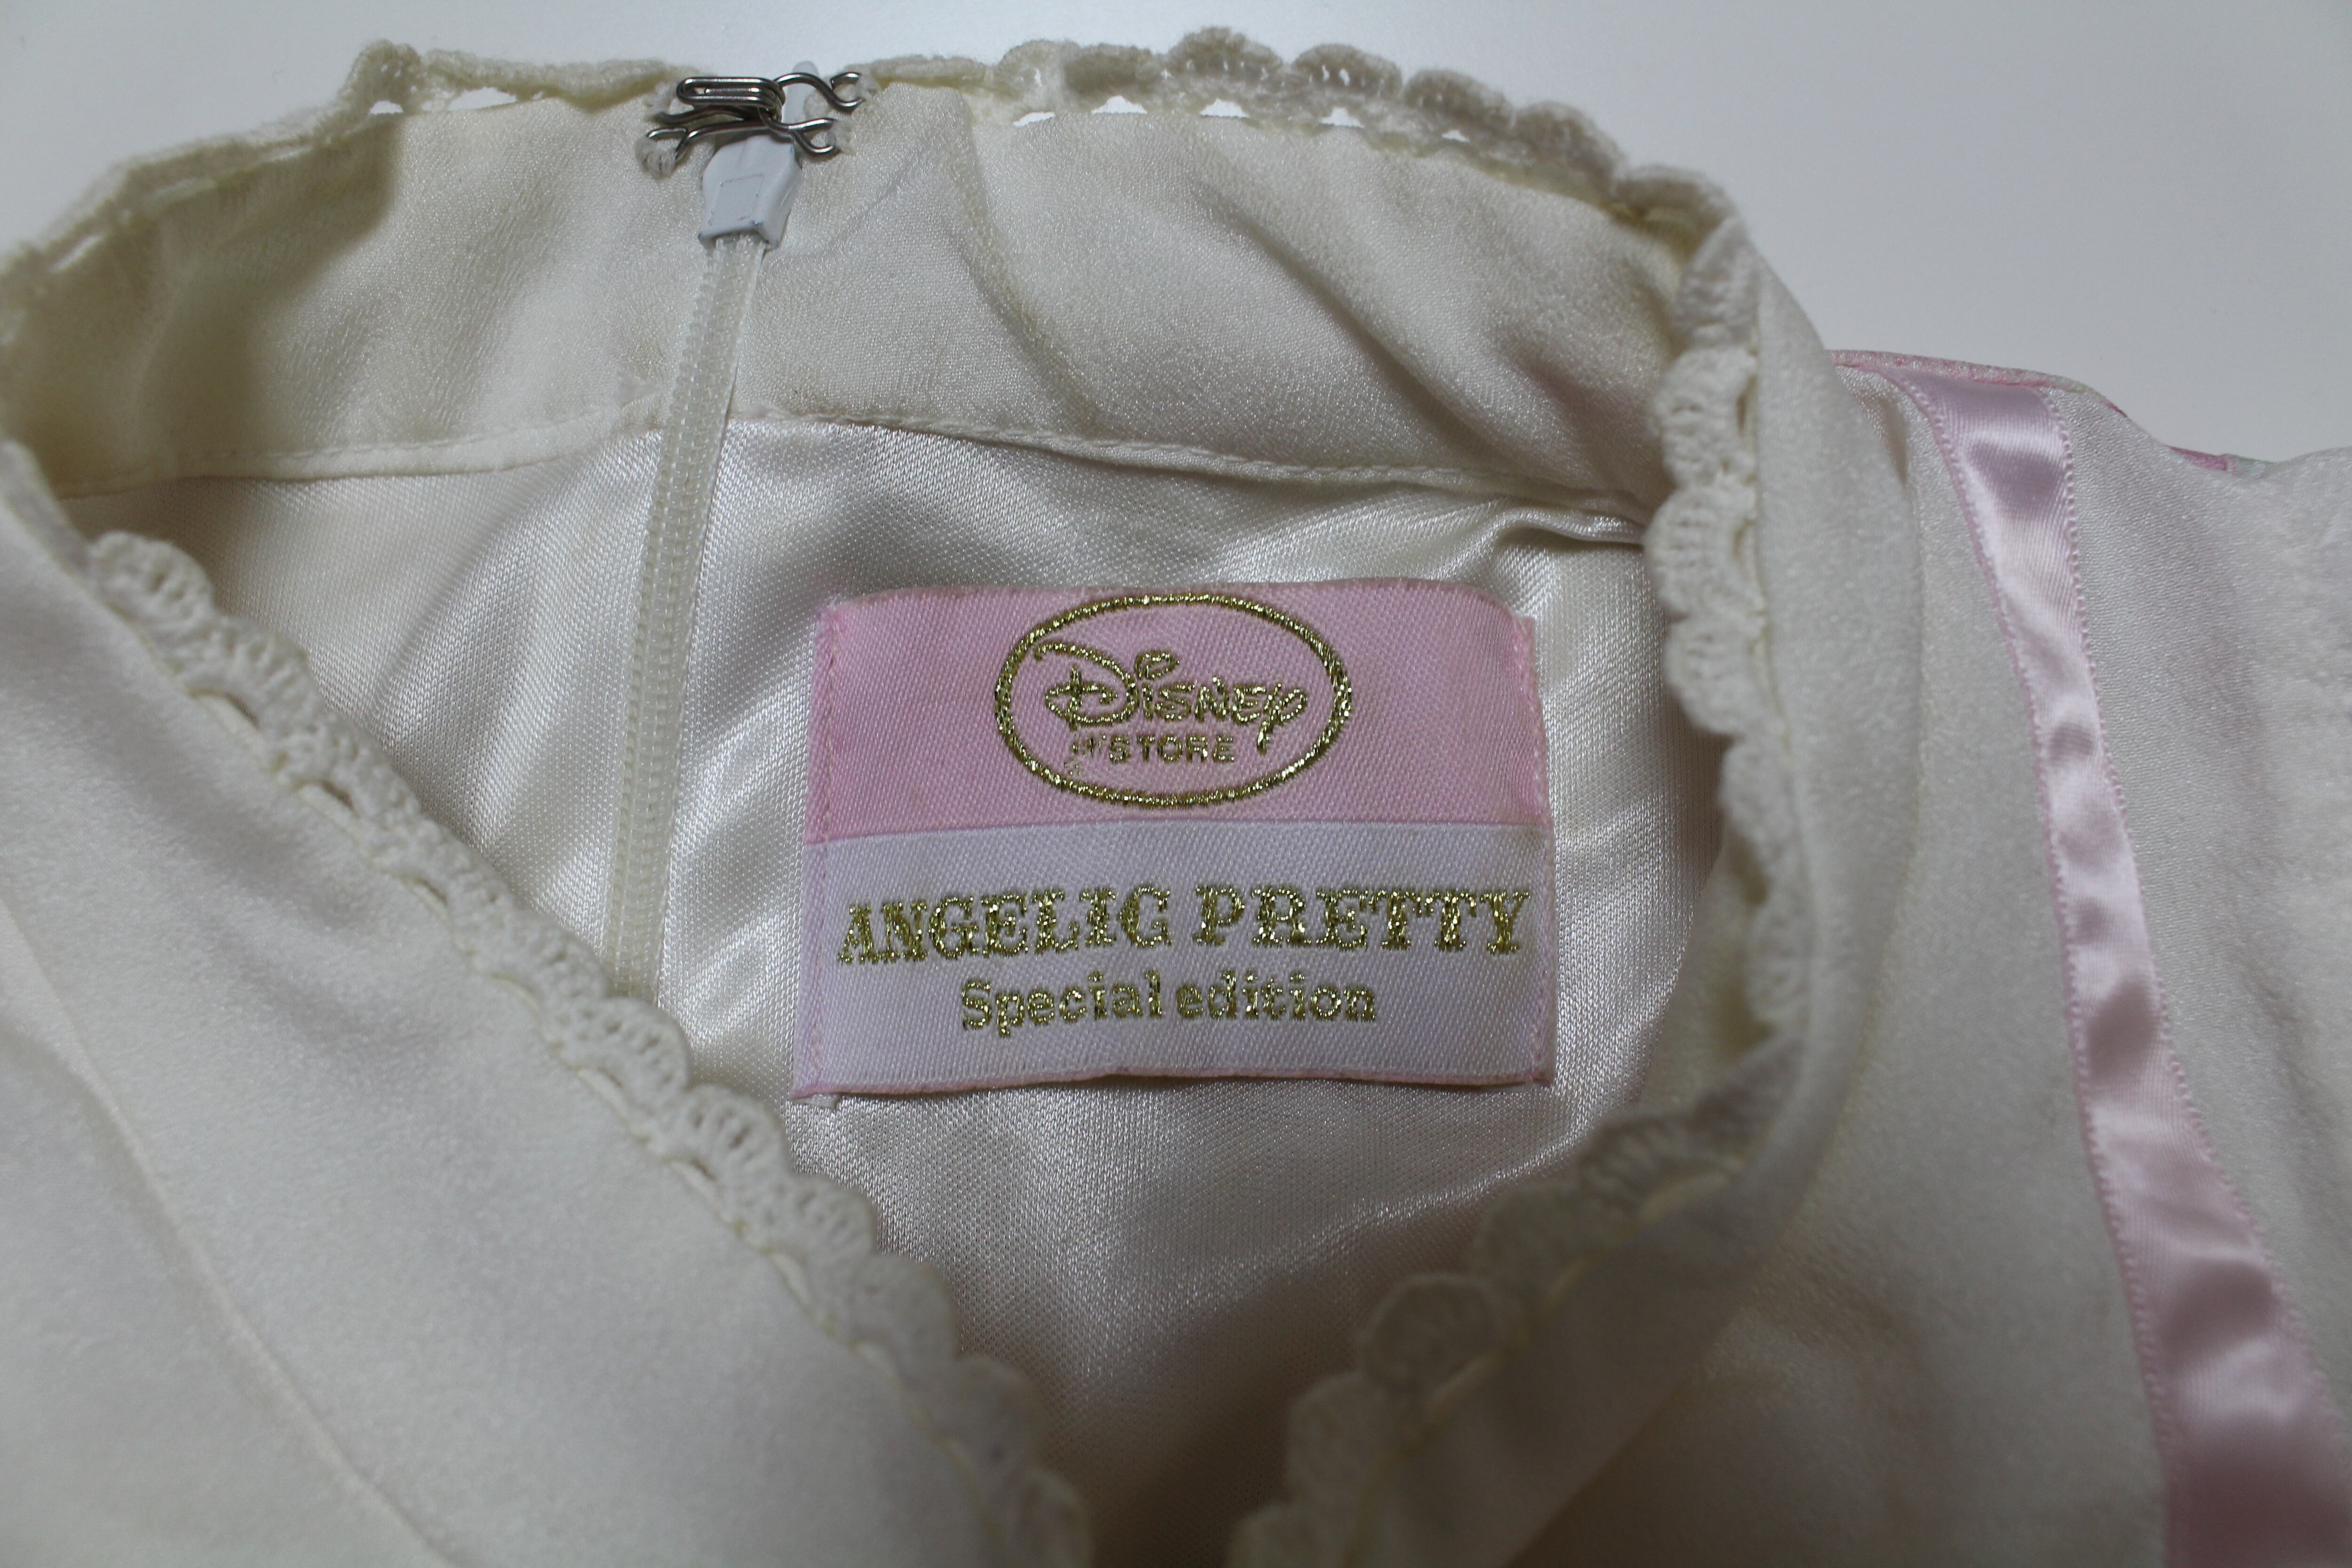 Disney
STORE
ANGELIC PRETTY
Special edition